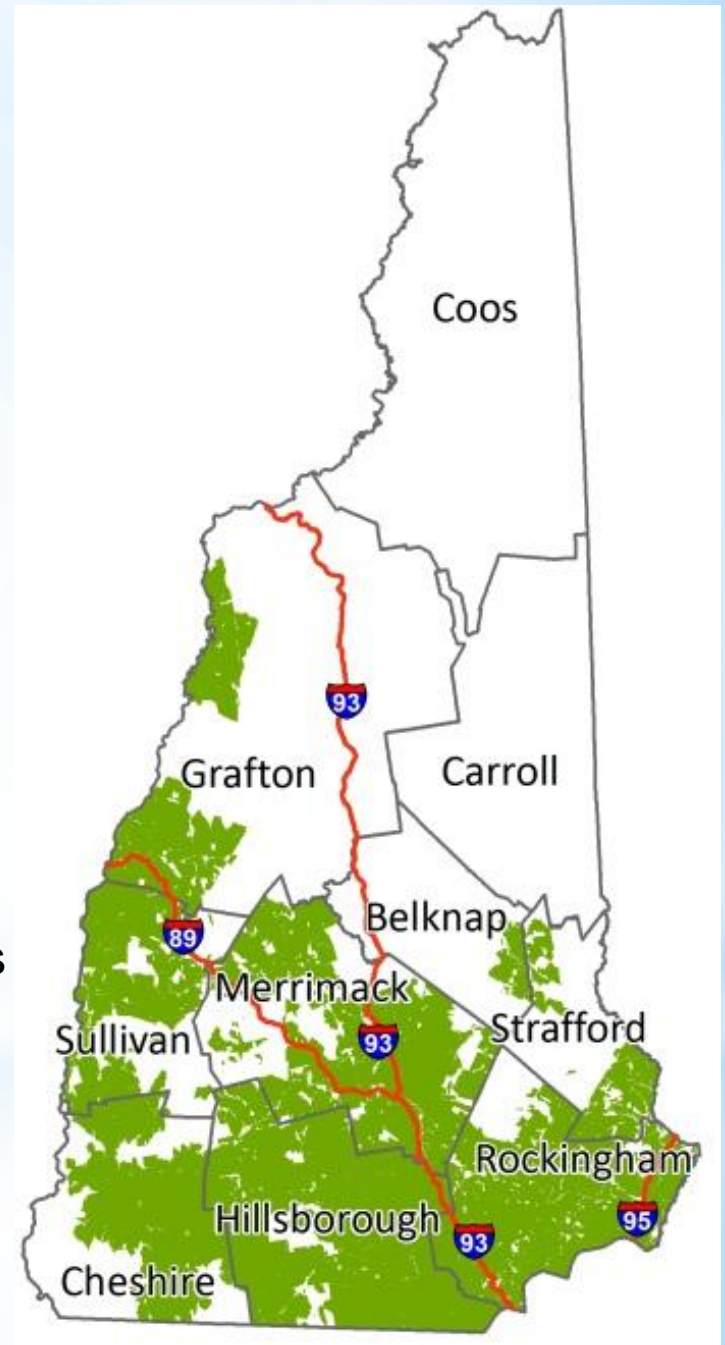 Coos
93
Grafton
Carroll
89
Belknap
s
Merrimack
Strafford
Sullivan
93
Rockingham
Hillsborough
95
93
Cheshire